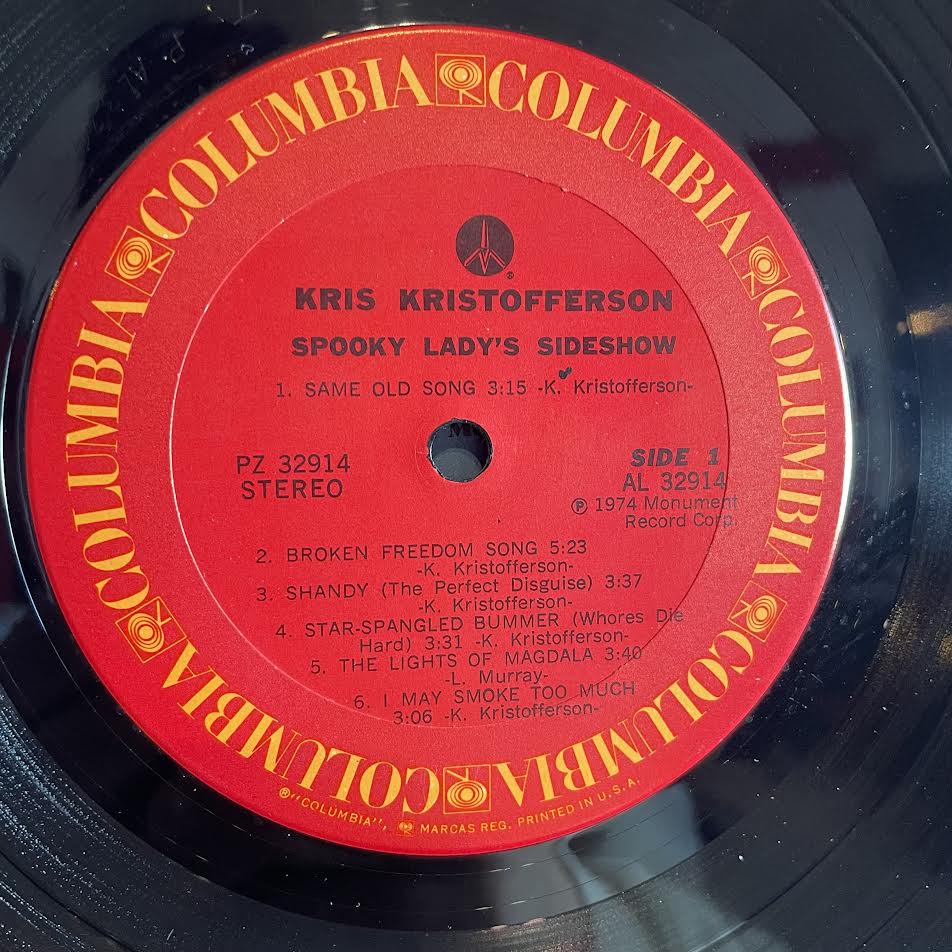 COLUMBIA COLUMBIA COLUMBIA COLUMBIA COLUMBIA COLUMBIA COLUMBIA COLUMBIA
®
KRIS KRISTOFFERSON
SPOOKY LADY'S SIDESHOW
1. SAME OLD SONG 3:15 -K. Kristofferson-
PZ 32914
STEREO
SIDE 1
AL 32914
Ⓟ 1974 Monument
Record Corp.
2. BROKEN FREEDOM SONG 5:23
-K. Kristofferson-
3. SHANDY (The Perfect Disguise) 3:37
-K. Kristofferson-
4. STAR-SPANGLED BUMMER (Whores Die
Hard) 3:31 -K. Kristofferson-
5. THE LIGHTS OF MAGDALA 3:40
-L. Murray-
6. I MAY SMOKE TOO MUCH
3:06 -K. Kristofferson-
®"COLUMBIA", MARCAS REG. PRINTED IN U.S.A.